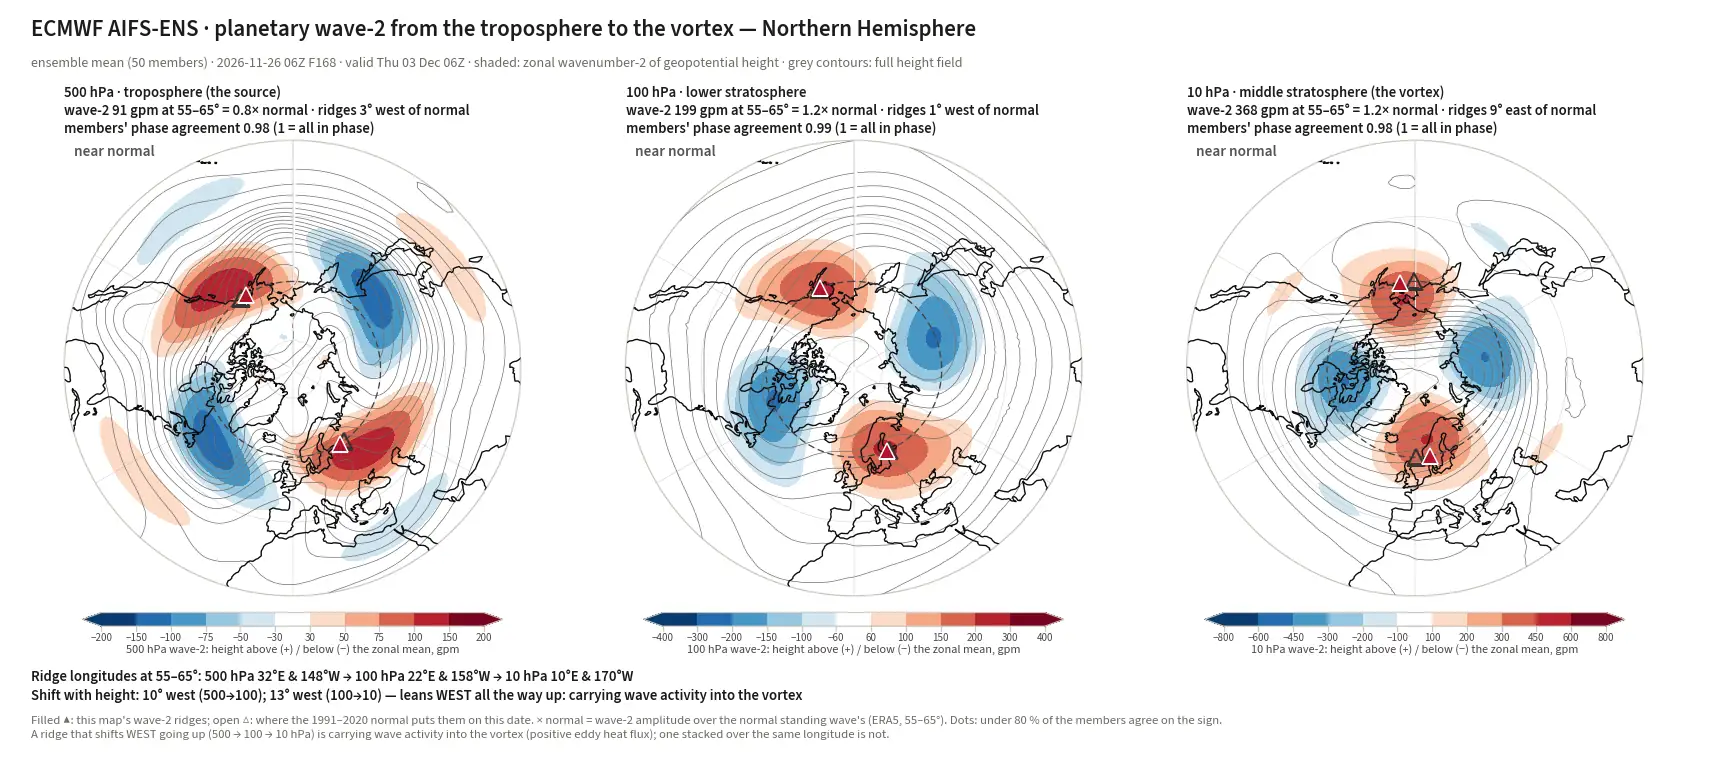 ECMWF AIFS-ENS · planetary wave-2 from the troposphere to the vortex — Northern Hemisphere
ensemble mean (50 members) · 2026-11-26 06Z F168 · valid Thu 03 Dec 06Z · shaded: zonal wavenumber-2 of geopotential height · grey contours: full height field
500 hPa · troposphere (the source)
wave-2 91 gpm at 55–65° = 0.8× normal · ridges 3° west of normal
members' phase agreement 0.98 (1 = all in phase)
near normal
100 hPa · lower stratosphere
wave-2 199 gpm at 55–65° = 1.2× normal · ridges 1° west of normal
members' phase agreement 0.99 (1 = all in phase)
near normal
10 hPa · middle stratosphere (the vortex)
wave-2 368 gpm at 55–65° = 1.2× normal · ridges 9° east of normal
members' phase agreement 0.98 (1 = all in phase)
near normal
−200 −150 −100 −75 −50 −30 30 50 75 100 150 200
500 hPa wave-2: height above (+) / below (−) the zonal mean, gpm
−400 −300 −200 −150 −100 −60 60 100 150 200 300 400
100 hPa wave-2: height above (+) / below (−) the zonal mean, gpm
−800 −600 −450 −300 −200 −100 100 200 300 450 600 800
10 hPa wave-2: height above (+) / below (−) the zonal mean, gpm
Ridge longitudes at 55–65°: 500 hPa 32°E & 148°W → 100 hPa 22°E & 158°W → 10 hPa 10°E & 170°W
Shift with height: 10° west (500→100); 13° west (100→10) — leans WEST all the way up: carrying wave activity into the vortex
Filled ▲: this map's wave-2 ridges; open △: where the 1991–2020 normal puts them on this date. × normal = wave-2 amplitude over the normal standing wave's (ERA5, 55–65°). Dots: under 80 % of the members agree on the sign.
A ridge that shifts WEST going up (500 → 100 → 10 hPa) is carrying wave activity into the vortex (positive eddy heat flux); one stacked over the same longitude is not.